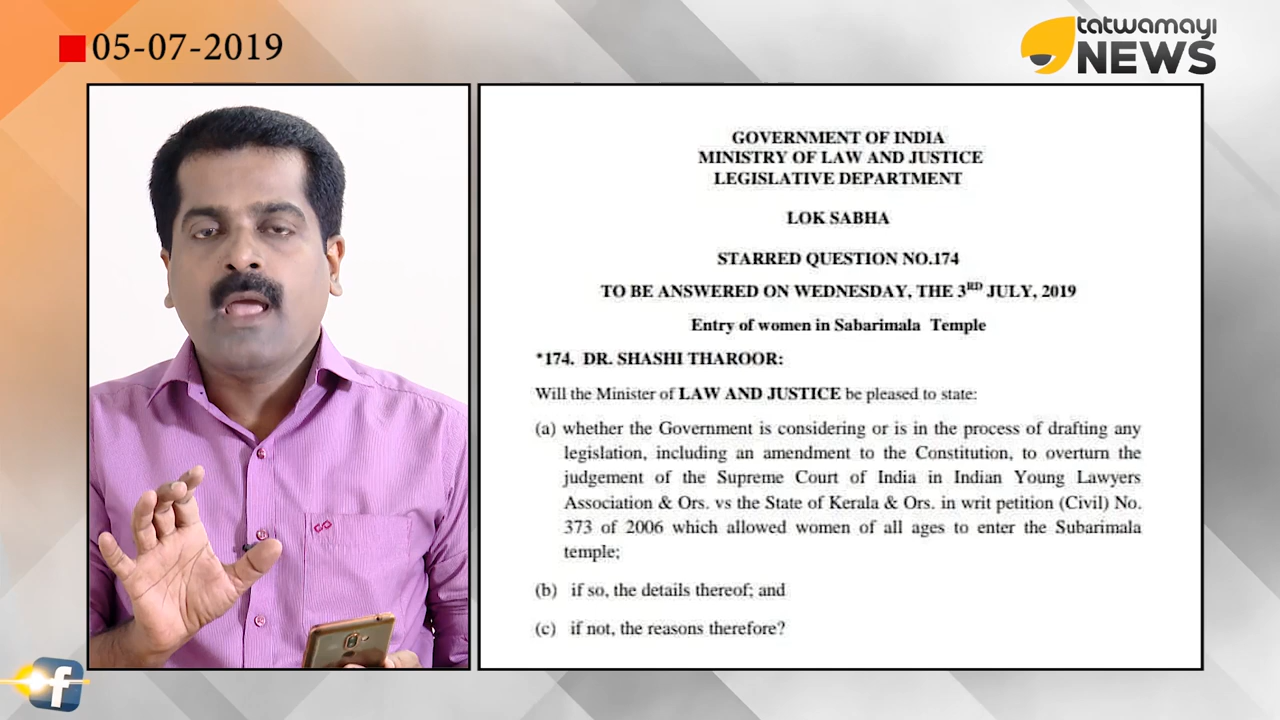 05-07-2019
tatwamayi
NEWS
GOVERNMENT OF INDIA
MINISTRY OF LAW AND JUSTICE
LEGISLATIVE DEPARTMENT
LOK SABHA
STARRED QUESTION NO.174
TO BE ANSWERED ON WEDNESDAY, THE 3RD JULY, 2019
Entry of women in Sabarimala Temple
*174. DR. SHASHI THAROOR:
Will the Minister of LAW AND JUSTICE be pleased to state:
(a) whether the Government is considering or is in the process of drafting any
legislation, including an amendment to the Constitution, to overturn the
judgement of the Supreme Court of India in Indian Young Lawyers
Association & Ors. vs the State of Kerala & Ors. in writ petition (Civil) No.
373 of 2006 which allowed women of all ages to enter the Subarimala
temple;
(b) if so, the details thereof; and
(c) if not, the reasons therefore?
f